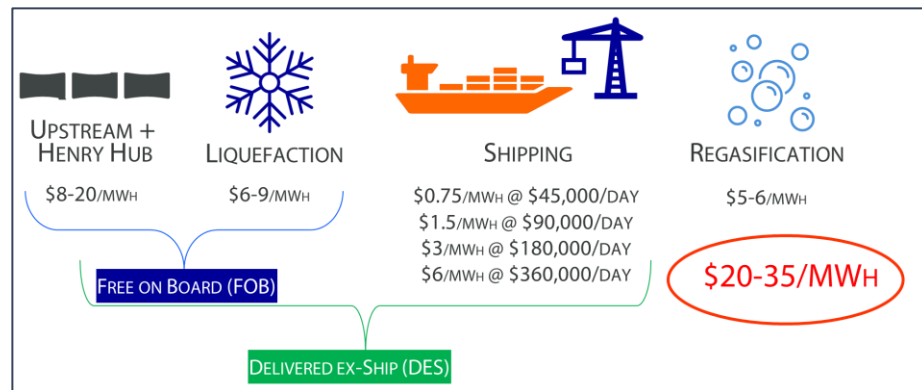 UPSTREAM +
HENRY HUB
$8-20/MWH
LIQUEFACTION
$6-9/MWH
SHIPPING
$0.75/MWH @ $45,000/DAY
$1.5/MWH @ $90,000/DAY
$3/MWH @ $180,000/DAY
$6/MWH @ $360,000/DAY
REGASIFICATION
$5-6/MWH
$20-35/MWH
FREE ON BOARD (FOB)
DELIVERED EX-SHIP (DES)